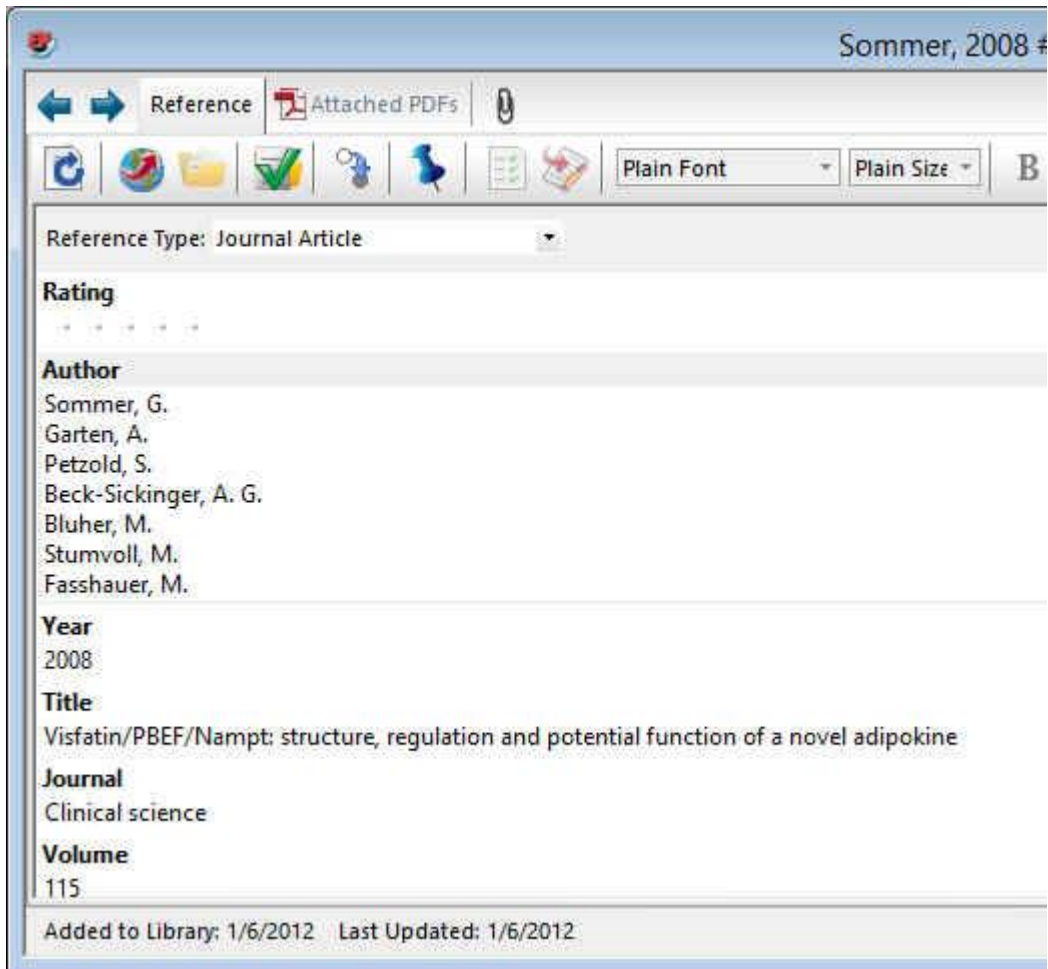 Sommer, 2008 #
Reference Attached PDFs
Plain Font Plain Size B
Reference Type: Journal Article
Rating
Author
Sommer, G.
Garten, A.
Petzold, S.
Beck-Sickinger, A. G.
Bluher, M.
Stumvoll, M.
Fasshauer, M.
Year
2008
Title
Visfatin/PBEF/Nampt: structure, regulation and potential function of a novel adipokine
Journal
Clinical science
Volume
115
Added to Library: 1/6/2012 Last Updated: 1/6/2012